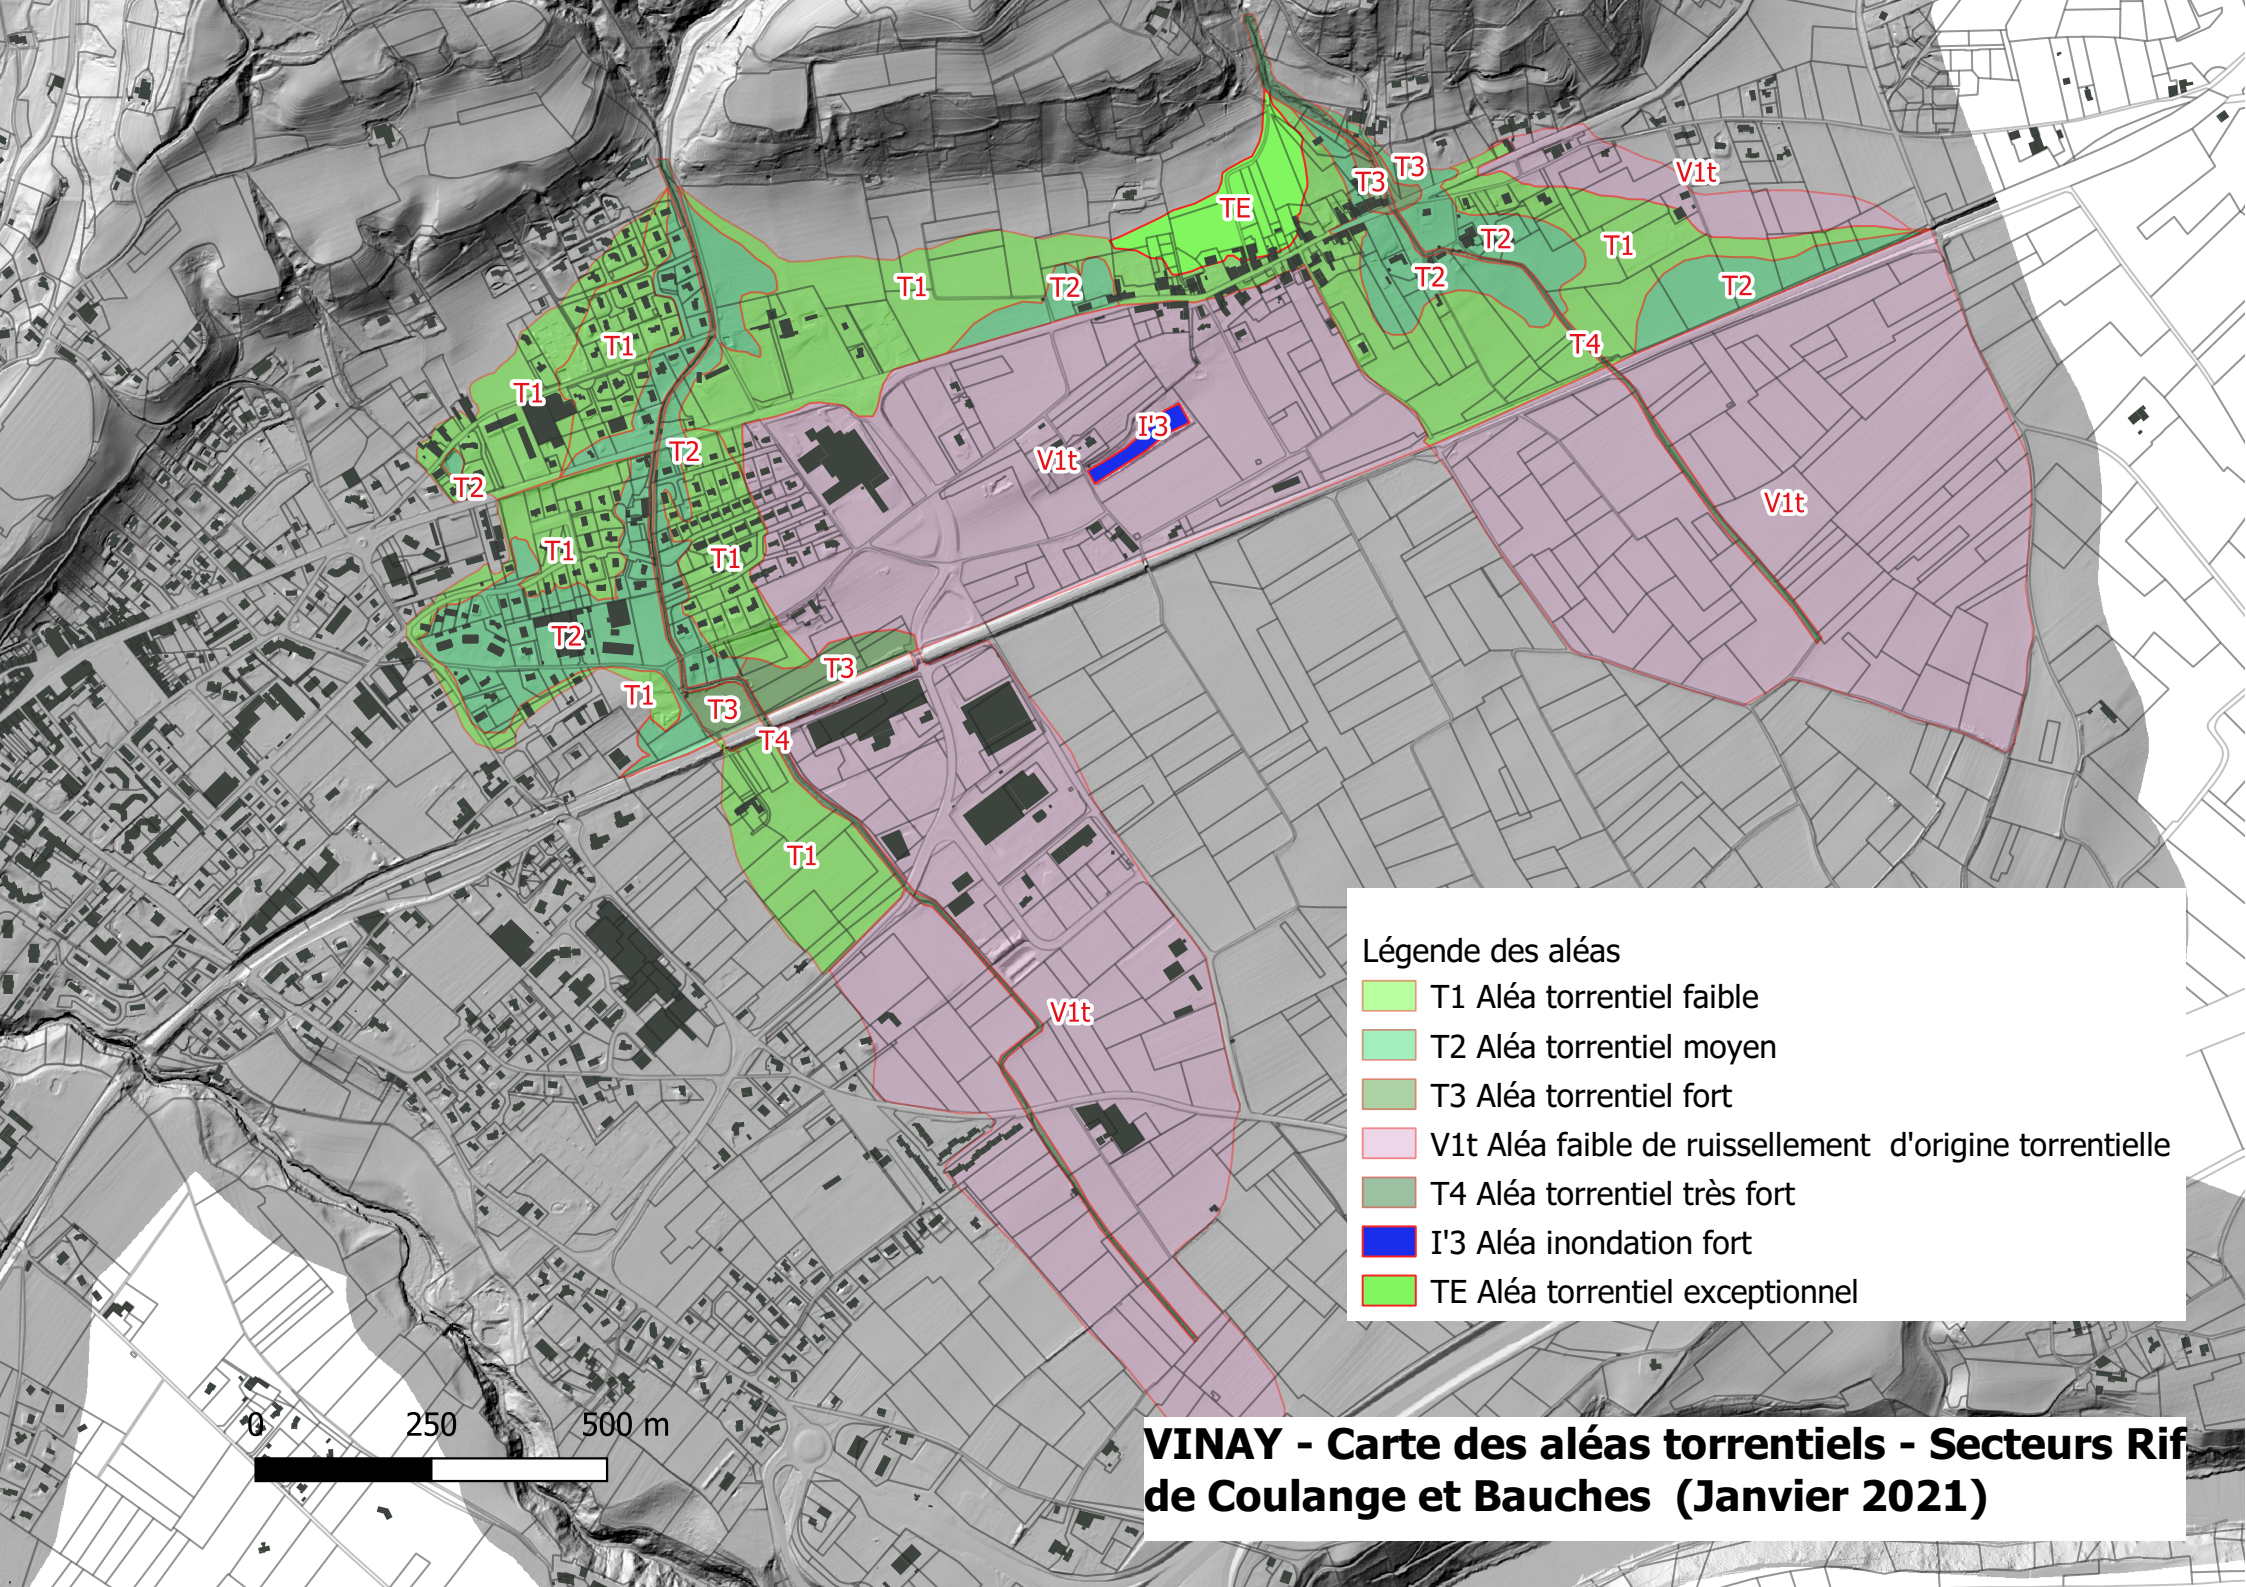 T3
T3
V1t
TE
T2
T1
T2
T1
T2
T2
T1
T4
T1
I'3
T2
V1t
T2
V1t
T1
T1
T2
T3
T1
T3
T4
T1
V1t
Légende des aléas
T1 Aléa torrentiel faible
T2 Aléa torrentiel moyen
T3 Aléa torrentiel fort
V1t Aléa faible de ruissellement  d'origine torrentielle
T4 Aléa torrentiel très fort
I'3 Aléa inondation fort
TE Aléa torrentiel exceptionnel
0 250 500 m
VINAY - Carte des aléas torrentiels - Secteurs Rif
de Coulange et Bauches  (Janvier 2021)